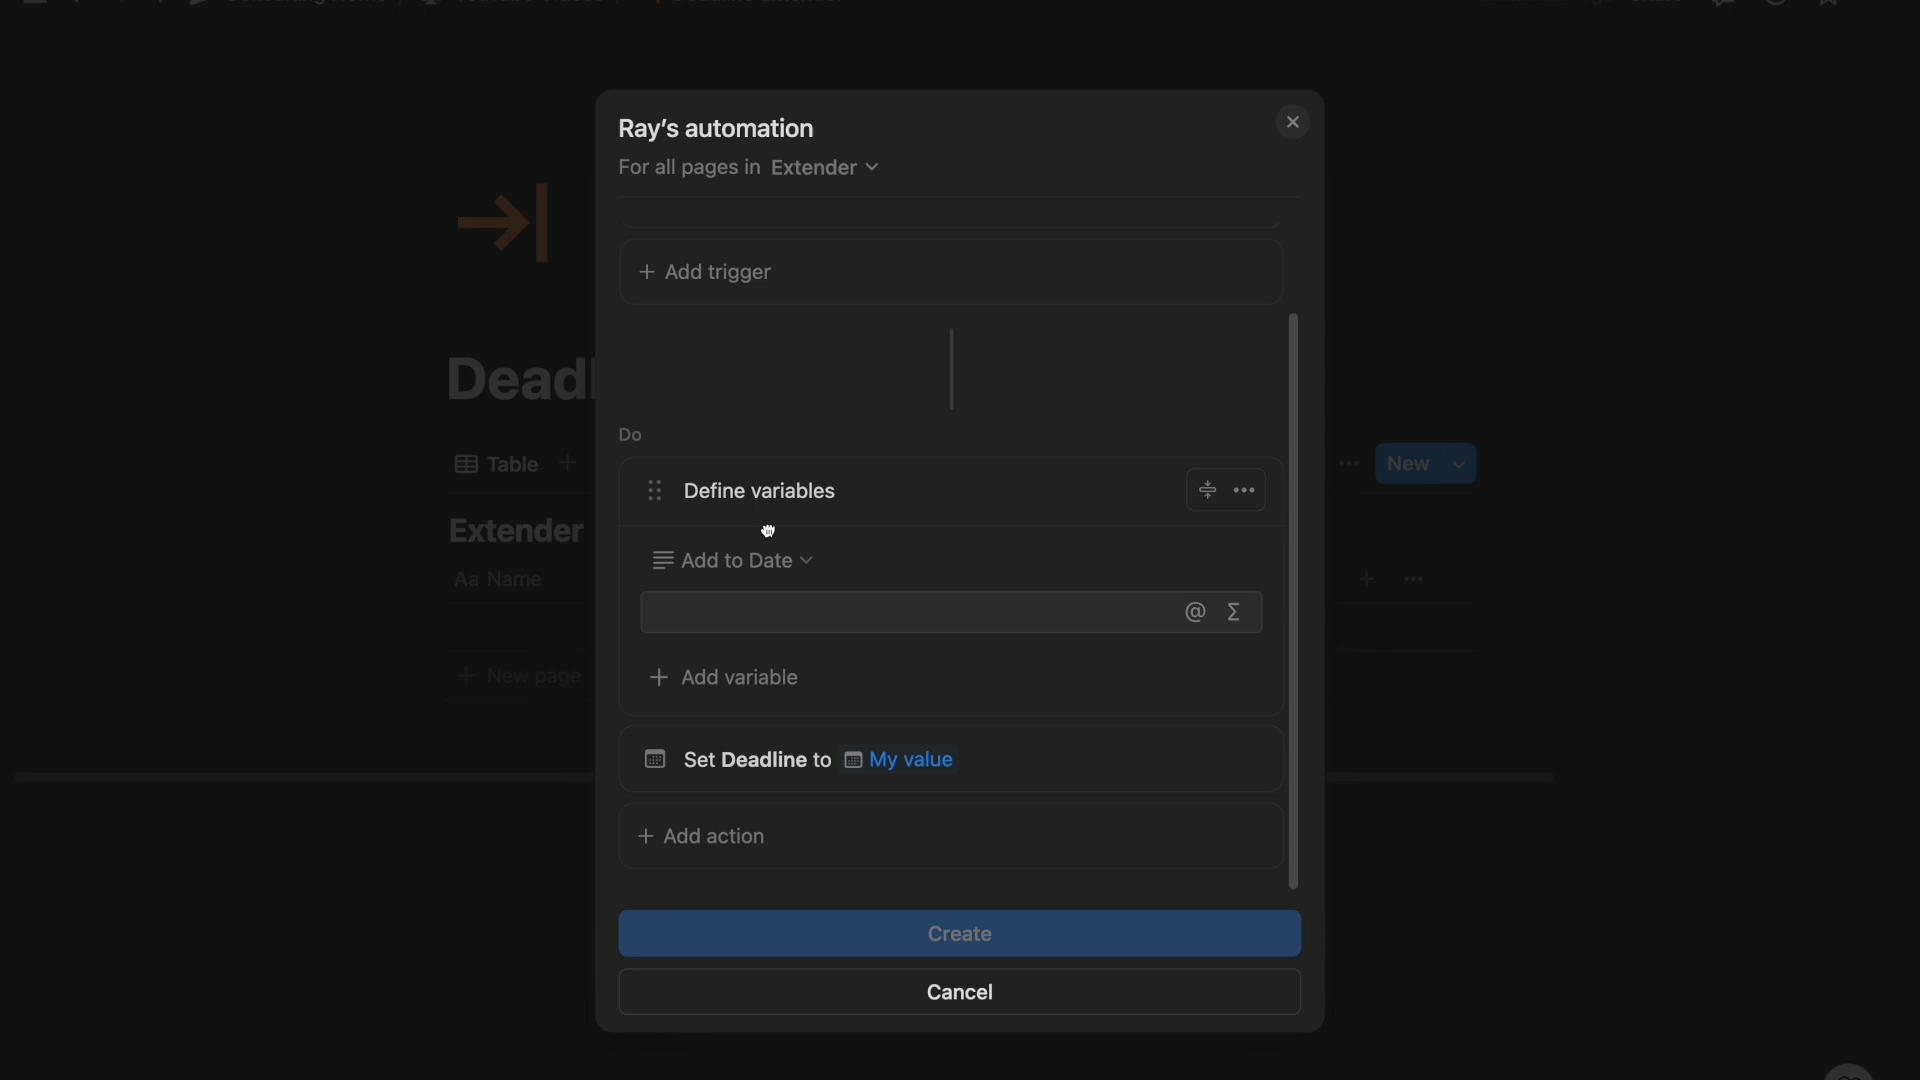 Ray's automation
For all pages in Extender
+ Add trigger
Deadl
Do
Table +
New
Define variables
Extender
Add to Date
Aa Name
@ Σ
+ New page
+ Add variable
Set Deadline to My value
+ Add action
Create
Cancel